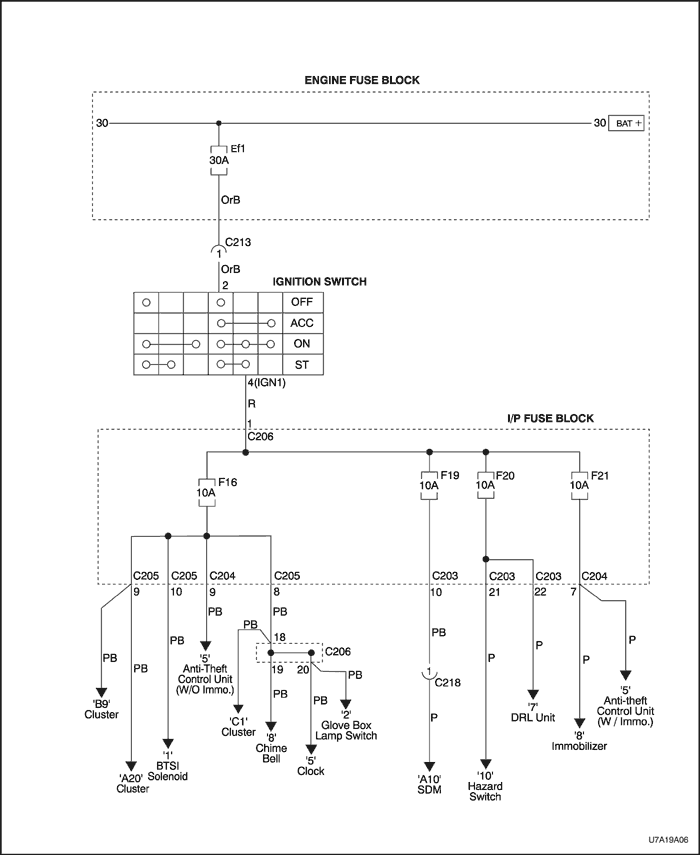 ENGINE FUSE BLOCK
30
30
BAT +
Ef1
30A
OrB
C213
1
OrB
2
IGNITION SWITCH
OFF
ACC
ON
ST
4(IGN1)
R
1
C206
I/P FUSE BLOCK
F16
10A
F19
10A
F20
10A
F21
10A
C205
9
C205
10
C204
9
C205
8
C203
10
C203
21
C203
22
C204
7
PB
PB
PB
PB
PB
PB
18
C206
19
20
PB
PB
PB
PB
1
C218
P
P
P
P
P
'B9'
Cluster
'A20'
Cluster
'1'
BTSI
Solenoid
'5'
Anti-Theft
Control Unit
(W/O Immo.)
'C1'
Cluster
'8'
Chime
Bell
'5'
Clock
'2'
Glove Box
Lamp Switch
'A10'
SDM
'10'
Hazard
Switch
'7'
DRL Unit
'8'
Immobilizer
'5'
Anti-theft
Control Unit
(W / Immo.)
U7A19A06